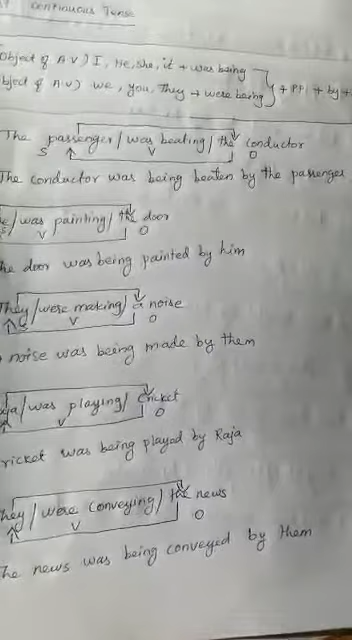 Continuous Tense
Object of A.V) I, He, she, it + was being
bject of A.V) we, you, They → were being } + PP + by +
The passenger / was beating / the conductor
S V O
The conductor was being beaten by the passenger
/ was painting / the door
V O
he door was being painted by him
They / were making / a noise
S V O
noise was being made by them
ja / was playing / Cricket
V O
ricket was being played by Raja
hey / were conveying / the news
V O
The news was being conveyed by them